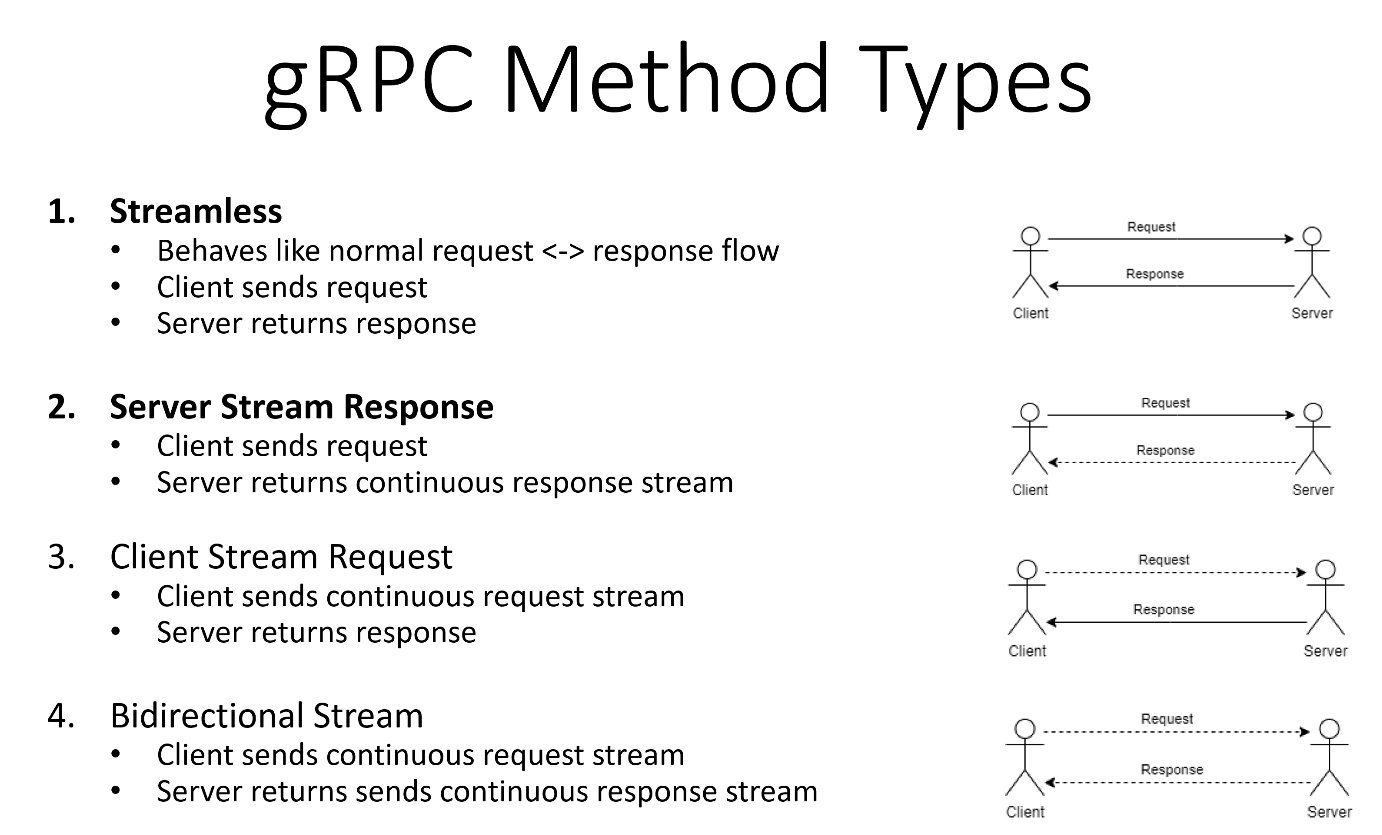 gRPC Method Types
1. Streamless
• Behaves like normal request <-> response flow
• Client sends request
• Server returns response
Request
Response
Client
Server
2. Server Stream Response
• Client sends request
• Server returns continuous response stream
Request
Response
Client
Server
3. Client Stream Request
• Client sends continuous request stream
• Server returns response
Request
Response
Client
Server
4. Bidirectional Stream
• Client sends continuous request stream
• Server returns sends continuous response stream
Request
Response
Client
Server